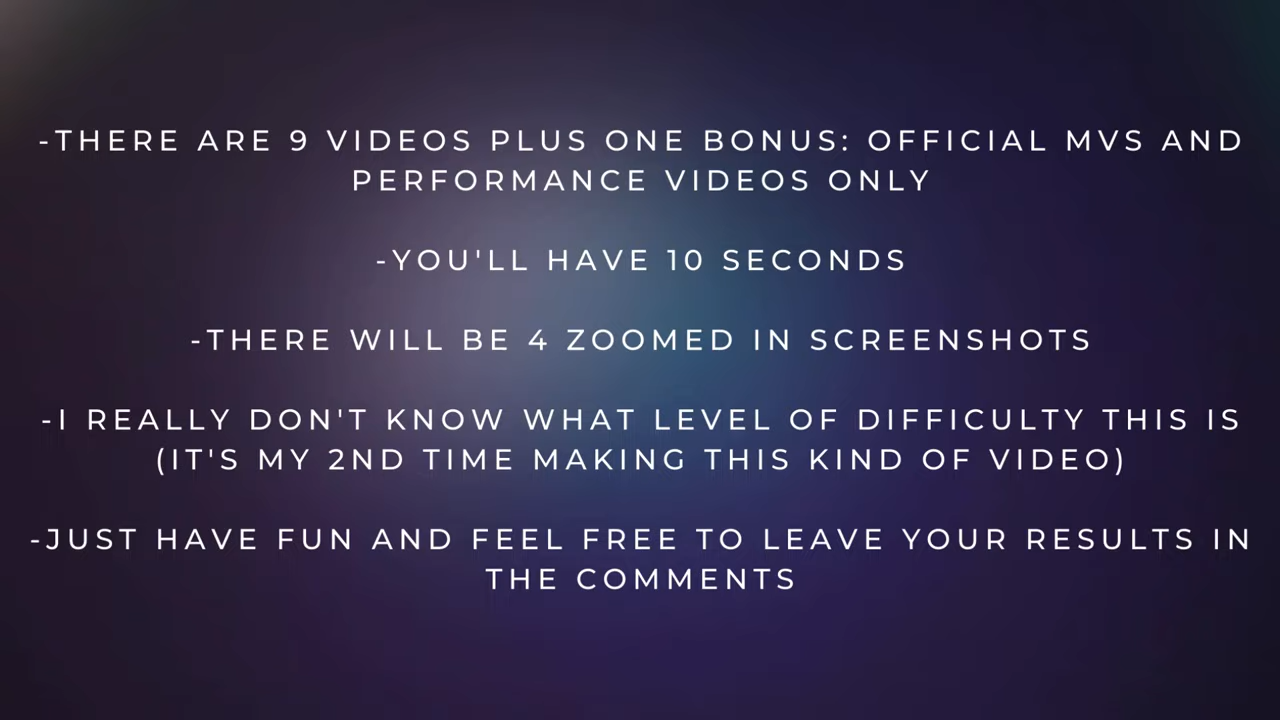 -THERE ARE 9 VIDEOS PLUS ONE BONUS: OFFICIAL MVS AND
PERFORMANCE VIDEOS ONLY
-YOU'LL HAVE 10 SECONDS
-THERE WILL BE 4 ZOOMED IN SCREENSHOTS
-I REALLY DON'T KNOW WHAT LEVEL OF DIFFICULTY THIS IS
(IT'S MY 2ND TIME MAKING THIS KIND OF VIDEO)
-JUST HAVE FUN AND FEEL FREE TO LEAVE YOUR RESULTS IN
THE COMMENTS